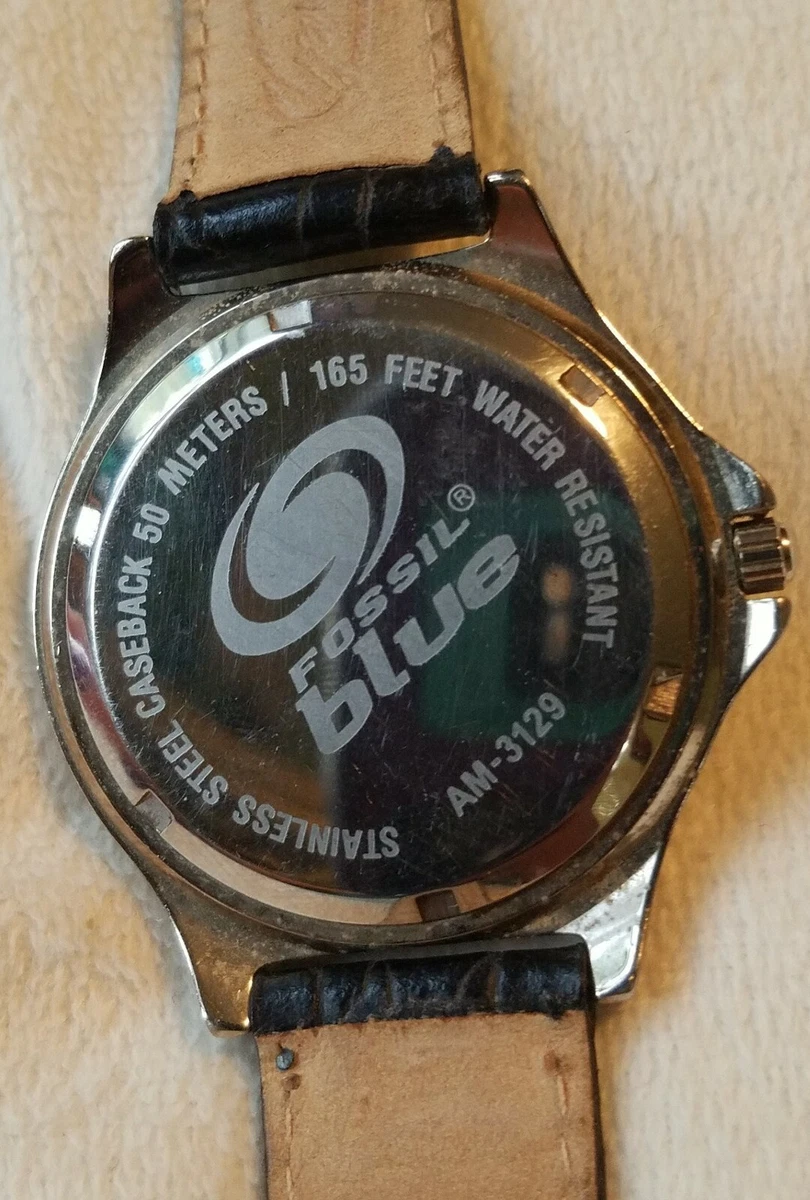 STAINLESS STEEL CASEBACK 50 METERS / 165 FEET WATER RESISTANT
FOSSIL®
blue
AM-3129